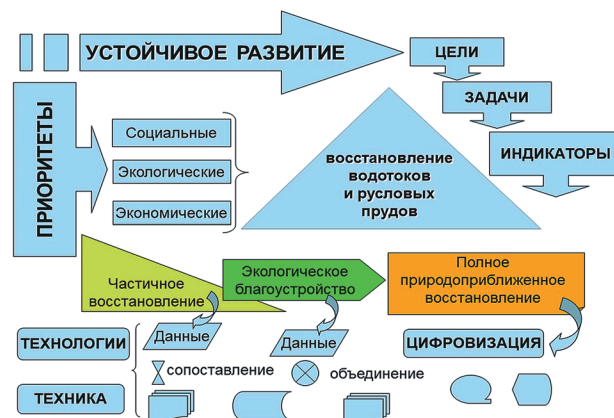 УСТОЙЧИВОЕ РАЗВИТИЕ
ЦЕЛИ
ЗАДАЧИ
ИНДИКАТОРЫ
ПРИОРИТЕТЫ
Социальные
Экологические
Экономические
восстановление
водотоков
и русловых
прудов
Частичное
восстановление
Экологическое
благоустройство
Полное
природоприближенное
восстановление
ТЕХНОЛОГИИ
Данные
Данные
ЦИФРОВИЗАЦИЯ
сопоставление
объединение
ТЕХНИКА